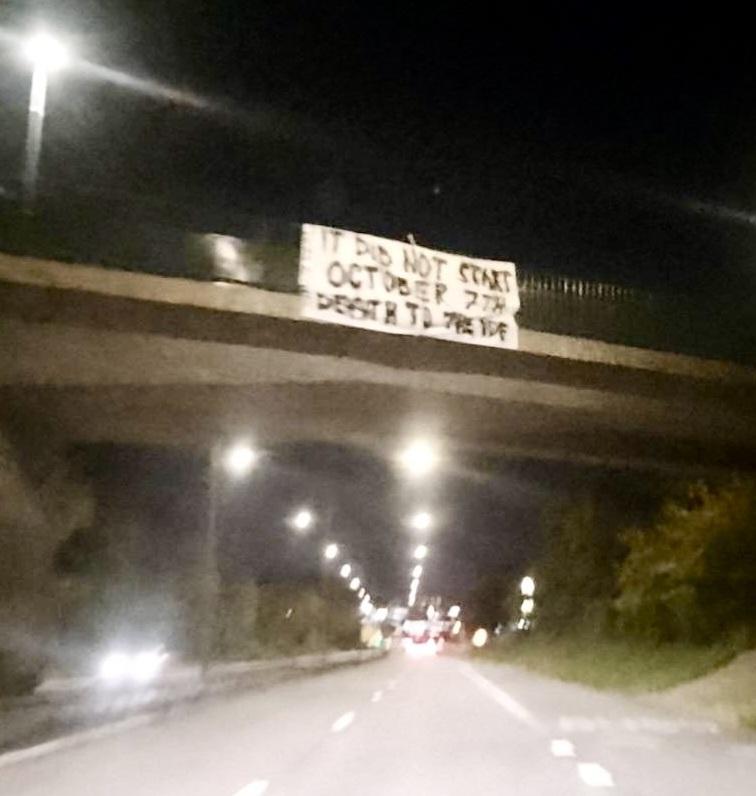 IT DID NOT START
OCTOBER 7TH
DEATH TO THE IDF